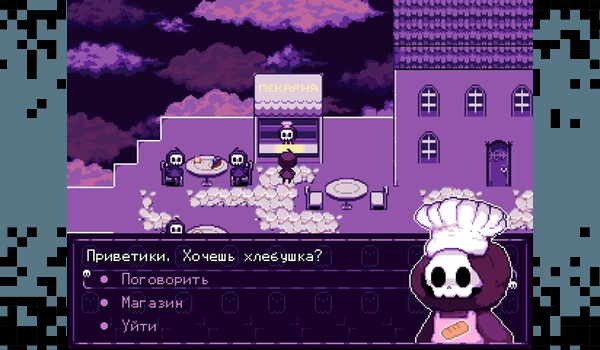 ПЕКАРНЯ
Приветики. Хочешь хлебушка?
Поговорить
Магазин
Уйти